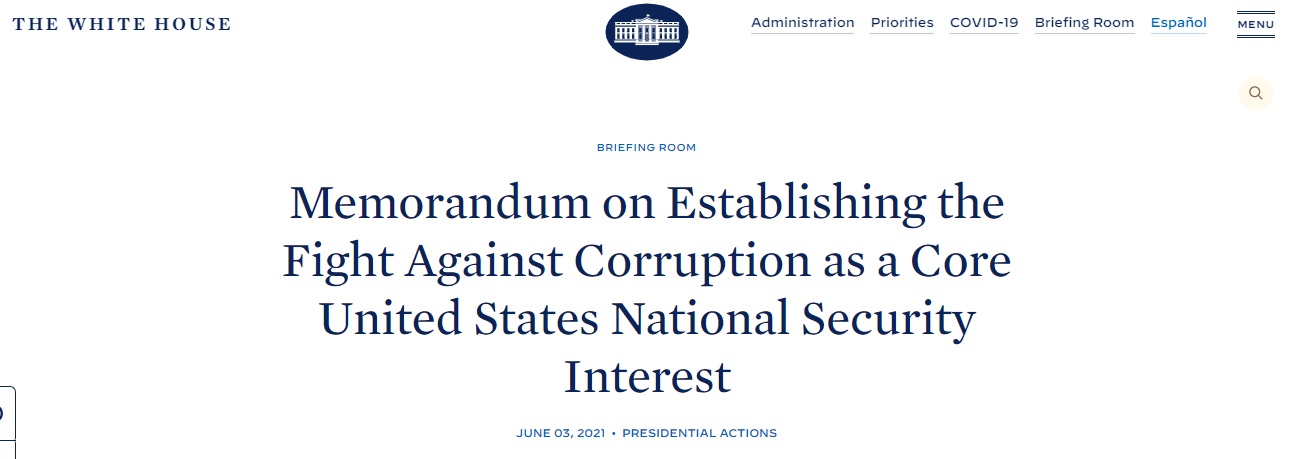 THE WHITE HOUSE
Administration Priorities COVID-19 Briefing Room Español MENU
BRIEFING ROOM
Memorandum on Establishing the
Fight Against Corruption as a Core
United States National Security
Interest
JUNE 03, 2021 • PRESIDENTIAL ACTIONS